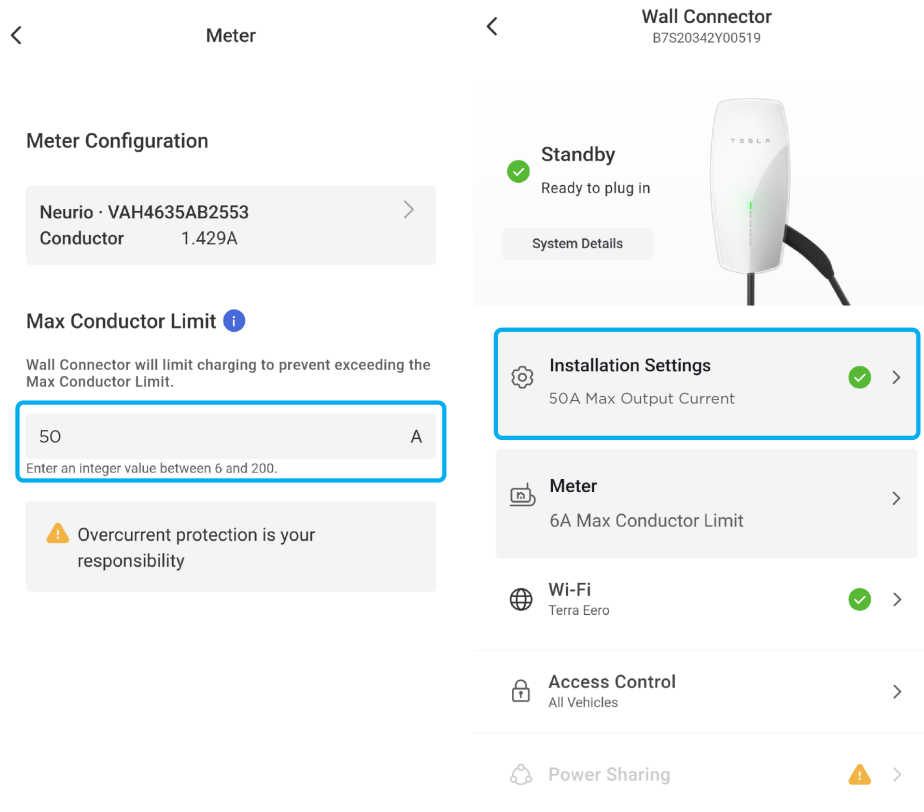 Meter
Meter Configuration
Neurio · VAH4635AB2553
Conductor 1.429A
Max Conductor Limit
Wall Connector will limit charging to prevent exceeding the
Max Conductor Limit.
50 A
Enter an integer value between 6 and 200.
Overcurrent protection is your
responsibility
Wall Connector
B7S20342Y00519
Standby
Ready to plug in
System Details
TESLA
Installation Settings
50A Max Output Current
Meter
6A Max Conductor Limit
Wi-Fi
Terra Eero
Access Control
All Vehicles
Power Sharing